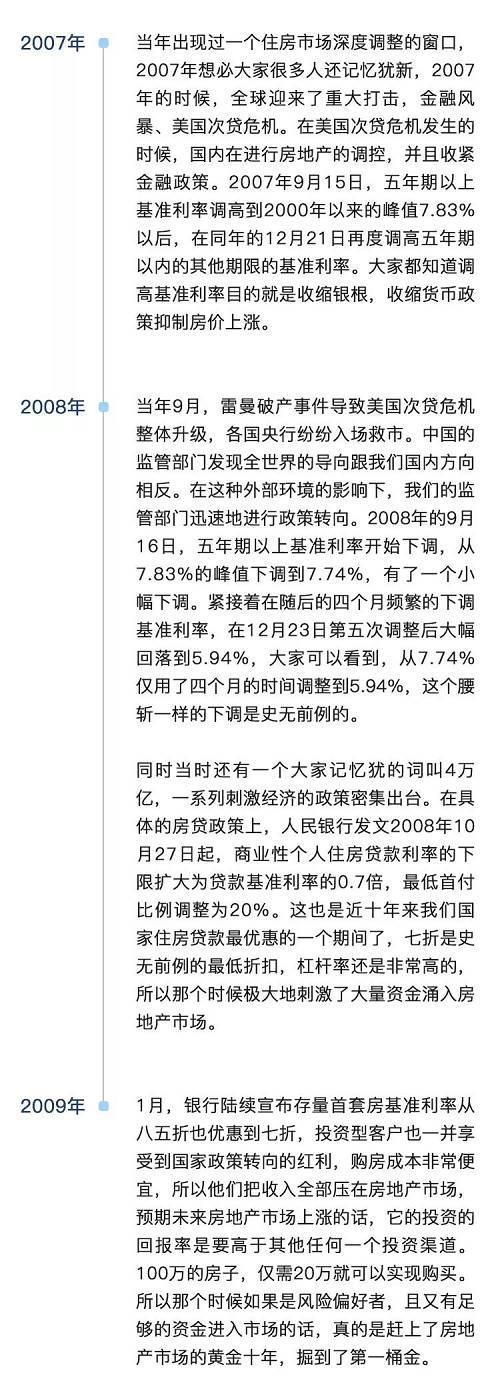 2007年
当年出现过一个住房市场深度调整的窗口，
2007年想必大家很多人还记忆犹新，2007
年的时候，全球迎来了重大打击，金融风
暴、美国次贷危机。在美国次贷危机发生的
时候，国内在进行房地产的调控，并且收紧
金融政策。2007年9月15日，五年期以上
基准利率调高到2000年以来的峰值7.83%
以后，在同年的12月21日再度调高五年期
以内的其他期限的基准利率。大家都知道调
高基准利率目的就是收缩银根，收缩货币政
策抑制房价上涨。
2008年
当年9月，雷曼破产事件导致美国次贷危机
整体升级，各国央行纷纷入场救市。中国的
监管部门发现全世界的导向跟我们国内方向
相反。在这种外部环境的影响下，我们的监
管部门迅速地进行政策转向。2008年的9月
16日，五年期以上基准利率开始下调，从
7.83%的峰值下调到7.74%，有了一个小
幅下调。紧接着在随后的四个月频繁的下调
基准利率，在12月23日第五次调整后大幅
回落到5.94%，大家可以看到，从7.74%
仅用了四个月的时间调整到5.94%，这个腰
斩一样的下调是史无前例的。
同时当时还有一个大家记忆犹的词叫4万
亿，一系列刺激经济的政策密集出台。在具
体的房贷政策上，人民银行发文2008年10
月27日起，商业性个人住房贷款利率的下
限扩大为贷款基准利率的0.7倍，最低首付
比例调整为20%。这也是近十年来我们国
家住房贷款最优惠的一个期间了，七折是史
无前例的最低折扣，杠杆率还是非常高的，
所以那个时候极大地刺激了大量资金涌入房
地产市场。
2009年
1月，银行陆续宣布存量首套房基准利率从
八五折也优惠到七折，投资型客户也一并享
受到国家政策转向的红利，购房成本非常便
宜，所以他们把收入全部压在房地产市场，
预期未来房地产市场上涨的话，它的投资的
回报率是要高于其他任何一个投资渠道。
100万的房子，仅需20万就可以实现购买。
所以那个时候如果是风险偏好者，且又有足
够的资金进入市场的话，真的是赶上了房地
产市场的黄金十年，掘到了第一桶金。